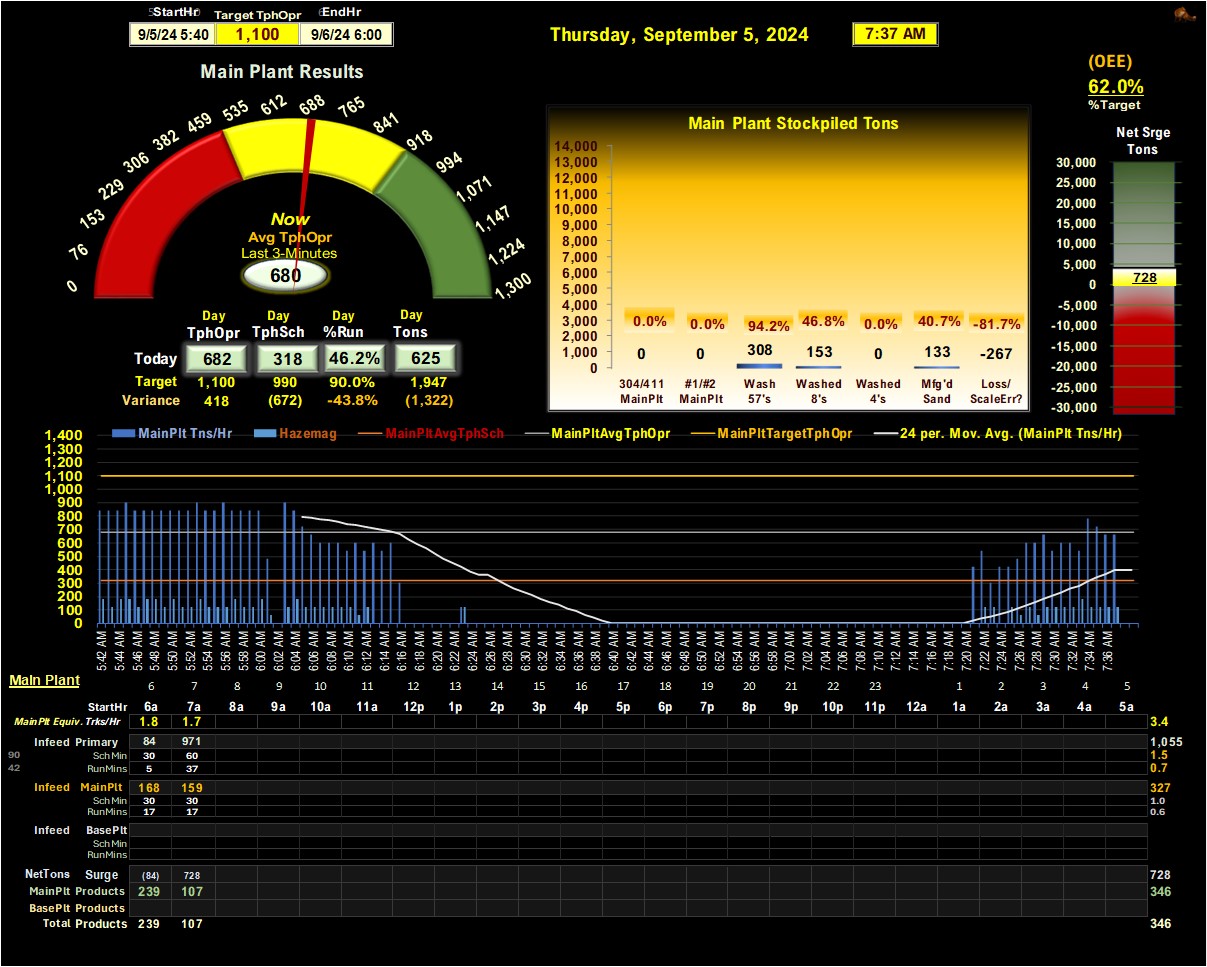 StartHr Target TphOpr EndHr
9/5/24 5:40 1,100 9/6/24 6:00
Thursday, September 5, 2024 7:37 AM
Main Plant Results
(OEE)
62.0%
%Target
0 76 153 229 306 382 459 535 612 688 765 841 918 994 1,071 1,147 1,224 1,300
Now
Avg TphOpr
Last 3-Minutes
680
Day Day Day Day
TphOpr TphSch %Run Tons
Today 682 318 46.2% 625
Target 1,100 990 90.0% 1,947
Variance 418 (672) -43.8% (1,322)
Main Plant Stockpiled Tons
14,000
13,000
12,000
11,000
10,000
9,000
8,000
7,000
6,000
5,000
4,000
3,000
2,000
1,000
0
0.0% 0.0% 94.2% 46.8% 0.0% 40.7% -81.7%
0 0 308 153 0 133 -267
304/411 #1/#2 Wash Washed Washed Mfg'd Loss/
MainPlt MainPlt 57's 8's 4's Sand ScaleErr?
Net Srge
Tons
30,000
25,000
20,000
15,000
10,000
5,000
0
-5,000
-10,000
-15,000
-20,000
-25,000
-30,000
728
MainPlt Tns/Hr Hazemag MainPltAvgTphSch MainPltAvgTphOpr MainPltTargetTphOpr 24 per. Mov. Avg. (MainPlt Tns/Hr)
1,400
1,300
1,200
1,100
1,000
900
800
700
600
500
400
300
200
100
0
5:42 AM 5:44 AM 5:46 AM 5:48 AM 5:50 AM 5:52 AM 5:54 AM 5:56 AM 5:58 AM 6:00 AM 6:02 AM 6:04 AM 6:06 AM 6:08 AM 6:10 AM 6:12 AM 6:14 AM 6:16 AM 6:18 AM 6:20 AM 6:22 AM 6:24 AM 6:26 AM 6:28 AM 6:30 AM 6:32 AM 6:34 AM 6:36 AM 6:38 AM 6:40 AM 6:42 AM 6:44 AM 6:46 AM 6:48 AM 6:50 AM 6:52 AM 6:54 AM 6:56 AM 6:58 AM 7:00 AM 7:02 AM 7:04 AM 7:06 AM 7:08 AM 7:10 AM 7:12 AM 7:14 AM 7:16 AM 7:18 AM 7:20 AM 7:22 AM 7:24 AM 7:26 AM 7:28 AM 7:30 AM 7:32 AM 7:34 AM 7:36 AM
Main Plant
6 7 8 9 10 11 12 13 14 15 16 17 18 19 20 21 22 23 1 2 3 4 5
StartHr 6a 7a 8a 9a 10a 11a 12p 1p 2p 3p 4p 5p 6p 7p 8p 9p 10p 11p 12a 1a 2a 3a 4a 5a
MainPlt Equiv. Trks/Hr 1.8 1.7 3.4
Infeed Primary 84 971 1,055
90 Sch Min 30 60 1.5
42 RunMins 5 37 0.7
Infeed MainPlt 168 159 327
Sch Min 30 30 1.0
RunMins 17 17 0.6
Infeed BasePlt
Sch Min
RunMins
NetTons Surge (84) 728 728
MainPlt Products 239 107 346
BasePlt Products
Total Products 239 107 346